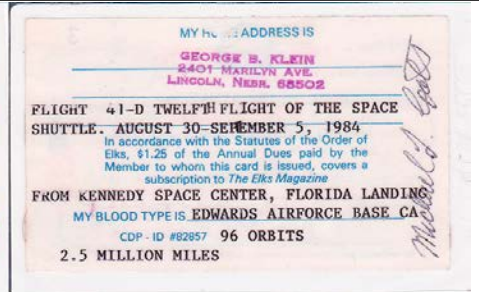 MY HOME ADDRESS IS
GEORGE B. KLEIN
2401 MARILYN AVE.
LINCOLN, NEBR. 68502
FLIGHT 41-D TWELFTH FLIGHT OF THE SPACE
SHUTTLE. AUGUST 30-SEPEMBER 5, 1984
In accordance with the Statutes of the Order of
Elks, $1.25 of the Annual Dues paid by the
Member to whom this card is issued, covers a
subscription to The Elks Magazine
FROM KENNEDY SPACE CENTER, FLORIDA LANDING
MY BLOOD TYPE IS EDWARDS AIRFORCE BASE CA
CDP - ID #82857 96 ORBITS
2.5 MILLION MILES
Michael Coats